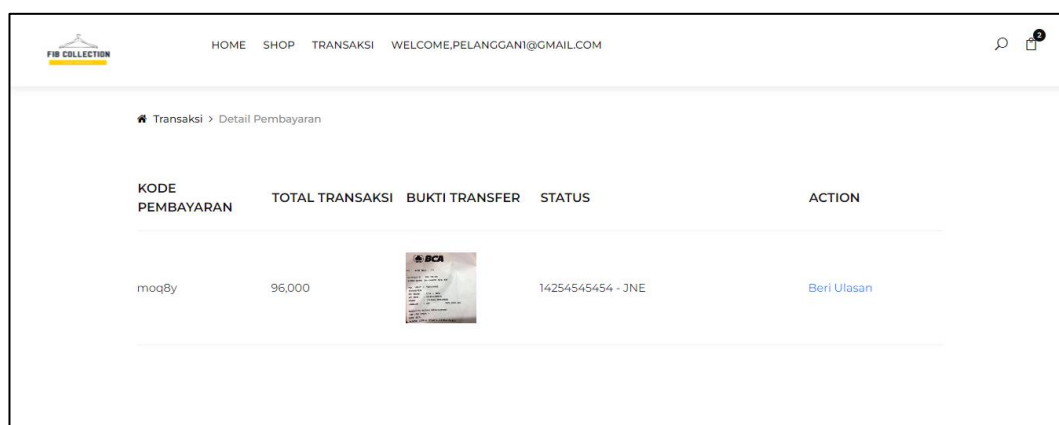 FIB COLLECTION
HOME SHOP TRANSAKSI WELCOME,PELANGGAN1@GMAIL.COM
2
Transaksi > Detail Pembayaran
KODE PEMBAYARAN
TOTAL TRANSAKSI
BUKTI TRANSFER
STATUS
ACTION
moq8y
96,000
BCA
14254545454 - JNE
Beri Ulasan